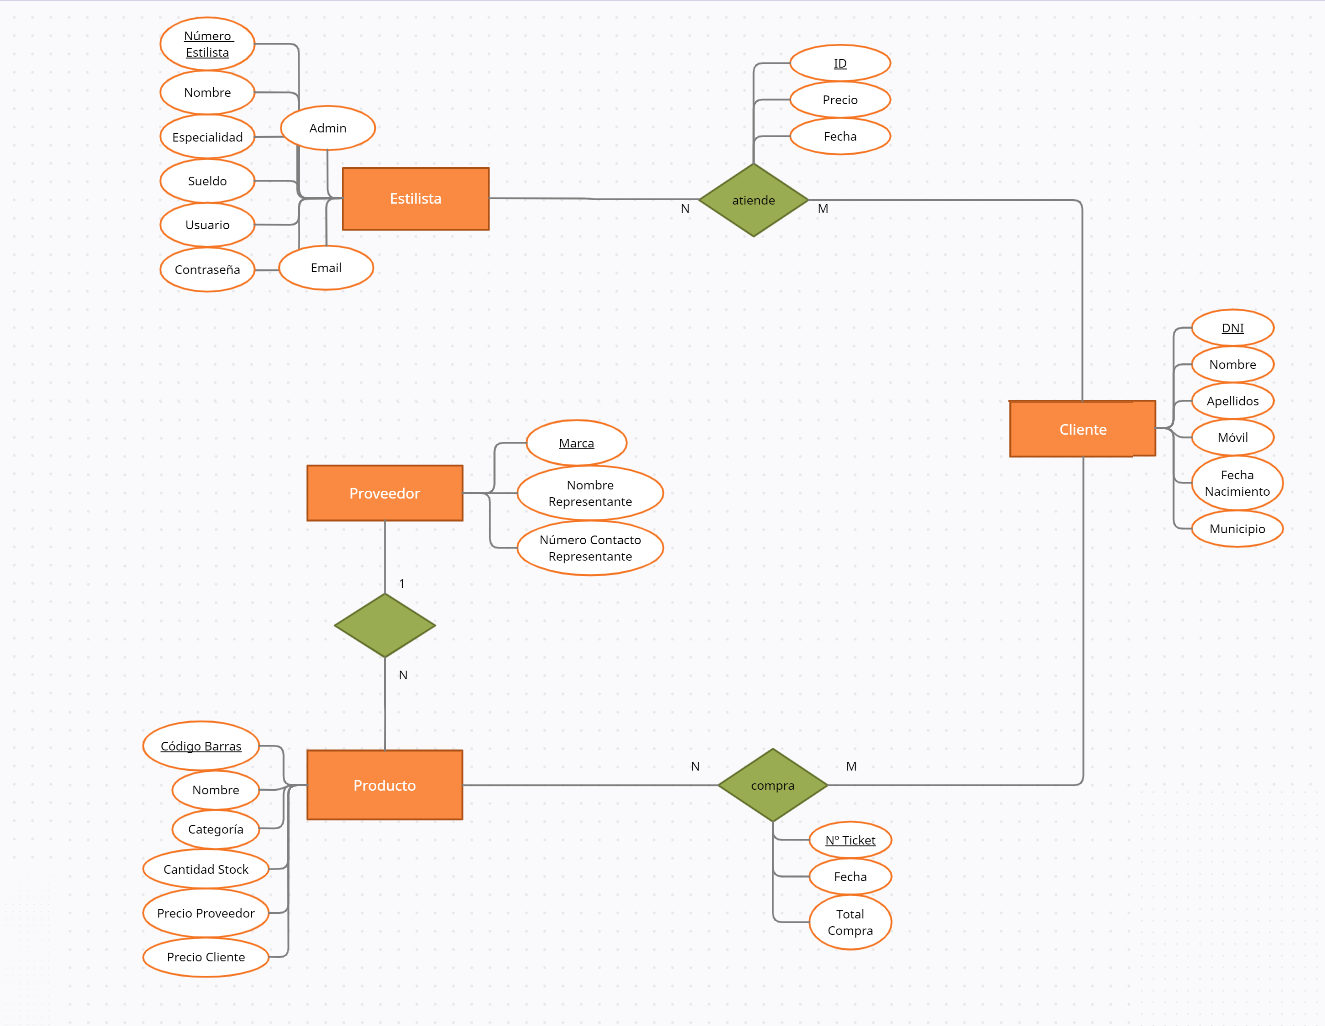 Número
Estilista
Nombre
Especialidad
Sueldo
Usuario
Contraseña
Admin
Email
Estilista
N
atiende
M
ID
Precio
Fecha
Cliente
DNI
Nombre
Apellidos
Móvil
Fecha
Nacimiento
Municipio
Proveedor
Marca
Nombre
Representante
Número Contacto
Representante
1
N
Código Barras
Nombre
Categoría
Cantidad Stock
Precio Proveedor
Precio Cliente
Producto
N
compra
M
Nº Ticket
Fecha
Total
Compra